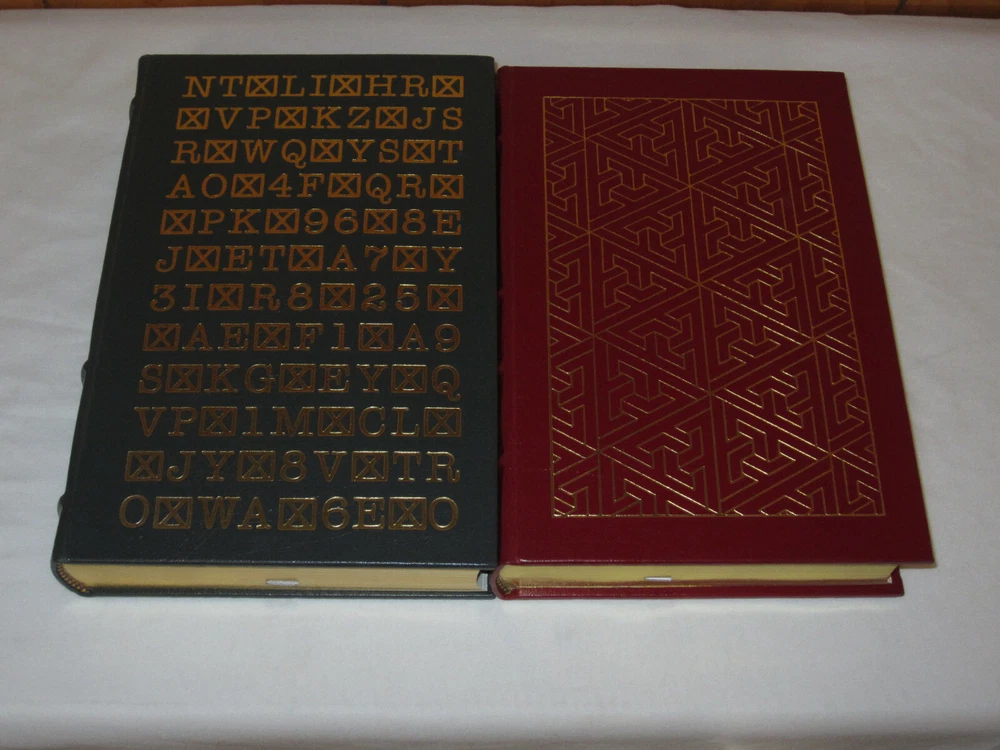 NT☒LI☒HR☒
☒VP☒KZ☒JS
R☒WQ☒YS☒T
AO☒4F☒QR☒
☒PK☒96☒8E
J☒ET☒A7☒Y
3I☒R8☒25☒
☒AE☒F1☒A9
S☒KG☒EY☒Q
VP☒1M☒CL☒
☒JY☒8V☒TR
O☒WA☒6E☒O